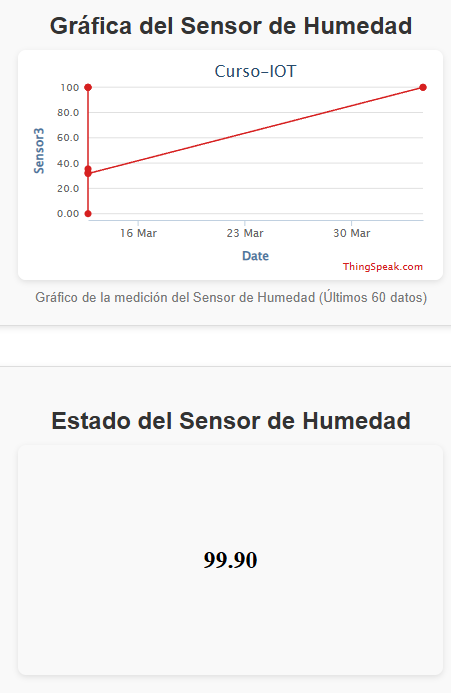 Gráfica del Sensor de Humedad
Curso-IOT
Sensor3
100
80.0
60.0
40.0
20.0
0.00
16 Mar 23 Mar 30 Mar
Date
ThingSpeak.com
Gráfico de la medición del Sensor de Humedad (Últimos 60 datos)
Estado del Sensor de Humedad
99.90